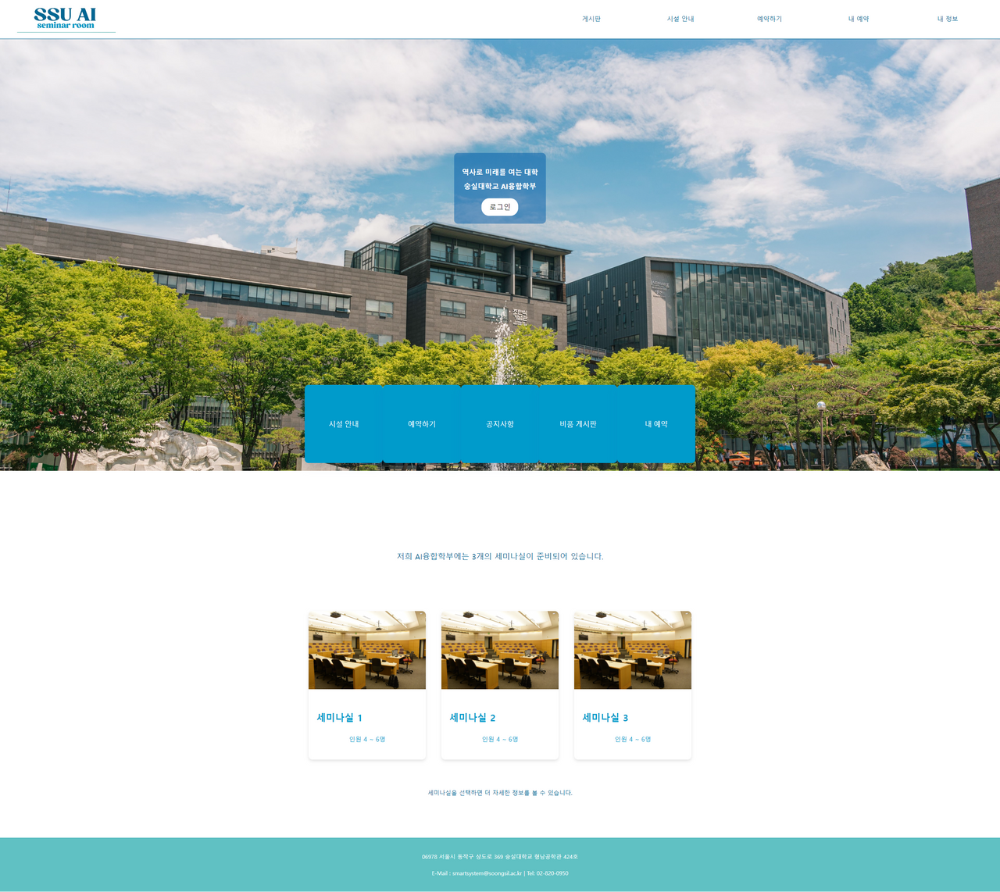 SSU AI
seminar room
게시판
시설 안내
예약하기
내 예약
내 정보
역사로 미래를 여는 대학
숭실대학교 AI융합학부
로그인
시설 안내
예약하기
공지사항
비품 게시판
내 예약
저희 AI융합학부에는 3개의 세미나실이 준비되어 있습니다.
세미나실 1
인원 4 ~ 6명
세미나실 2
인원 4 ~ 6명
세미나실 3
인원 4 ~ 6명
세미나실을 선택하면 더 자세한 정보를 볼 수 있습니다.
06978 서울시 동작구 상도로 369 숭실대학교 형남공학관 424호
E-Mail : smartsystem@soongsil.ac.kr | Tel: 02-820-0950